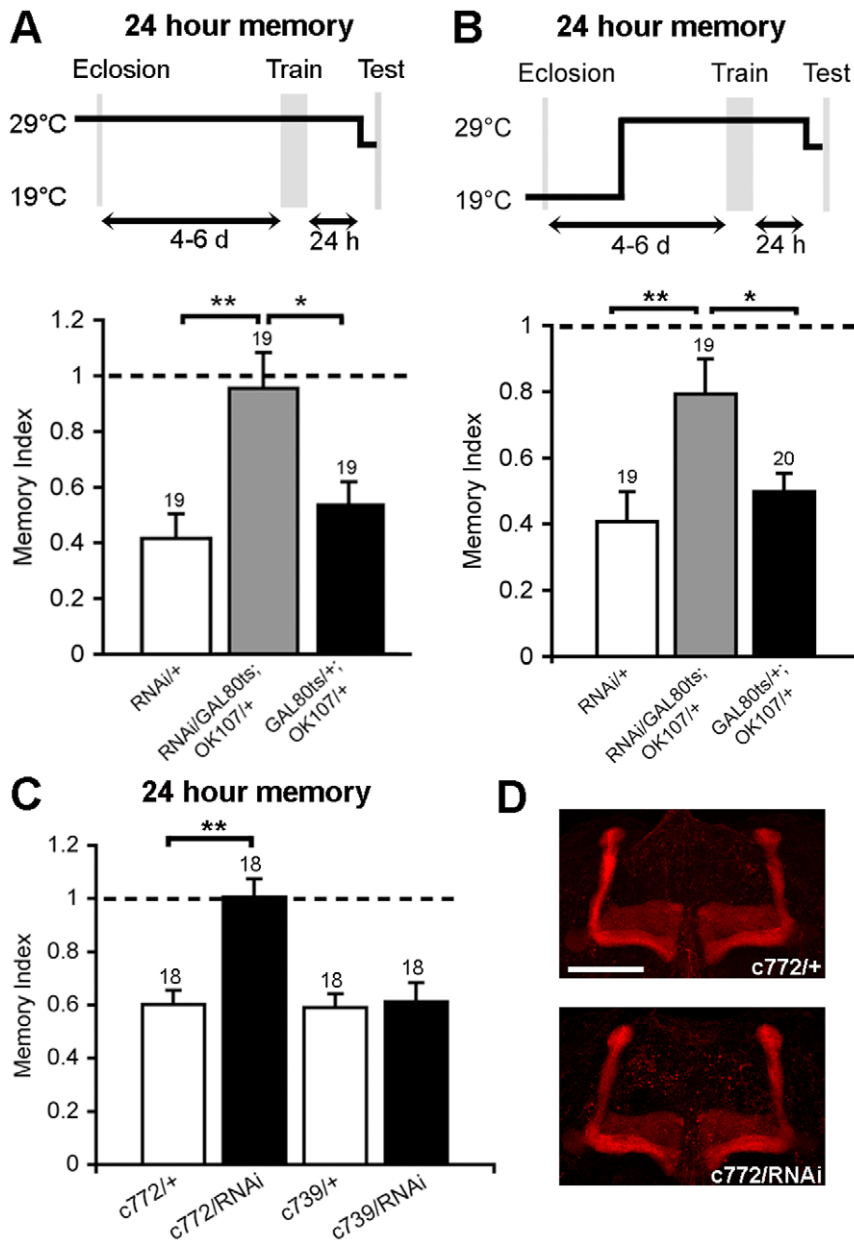 A 24 hour memory
Eclosion Train Test
29°C
19°C
4-6 d 24 h
** *
1.2
1
0.8
0.6
0.4
0.2
0
Memory Index
19
19
19
RNAi/+
RNAi/GAL80ts;
OK107/+
GAL80ts/+;
OK107/+
B 24 hour memory
Eclosion Train Test
29°C
19°C
4-6 d 24 h
** *
1
0.8
0.6
0.4
0.2
0
Memory Index
19
19
20
RNAi/+
RNAi/GAL80ts;
OK107/+
GAL80ts/+;
OK107/+
C 24 hour memory
**
1.2
1
0.8
0.6
0.4
0.2
0
Memory Index
18
18
18
18
c772/+
c772/RNAi
c739/+
c739/RNAi
D
c772/+
c772/RNAi